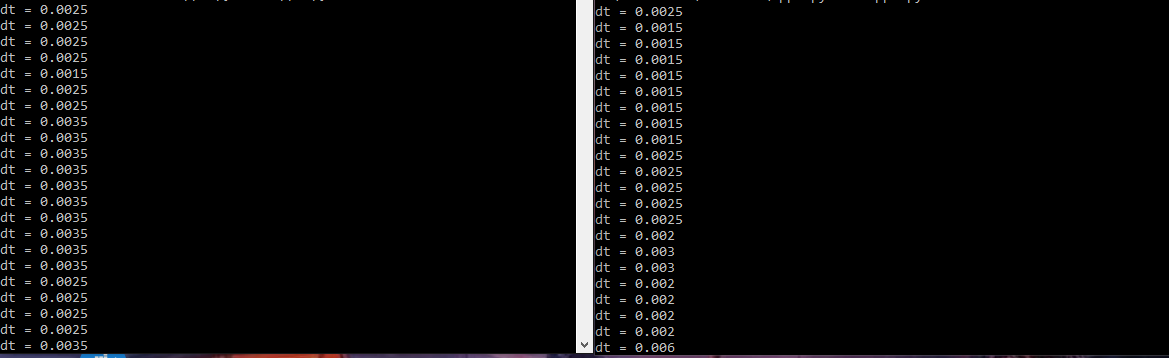 dt = 0.0025
dt = 0.0025
dt = 0.0025
dt = 0.0025
dt = 0.0015
dt = 0.0025
dt = 0.0025
dt = 0.0035
dt = 0.0035
dt = 0.0035
dt = 0.0035
dt = 0.0035
dt = 0.0035
dt = 0.0035
dt = 0.0035
dt = 0.0035
dt = 0.0035
dt = 0.0025
dt = 0.0025
dt = 0.0025
dt = 0.0025
dt = 0.0035
dt = 0.0025
dt = 0.0015
dt = 0.0015
dt = 0.0015
dt = 0.0015
dt = 0.0015
dt = 0.0015
dt = 0.0015
dt = 0.0015
dt = 0.0025
dt = 0.0025
dt = 0.0025
dt = 0.0025
dt = 0.0025
dt = 0.002
dt = 0.003
dt = 0.003
dt = 0.002
dt = 0.002
dt = 0.002
dt = 0.002
dt = 0.006